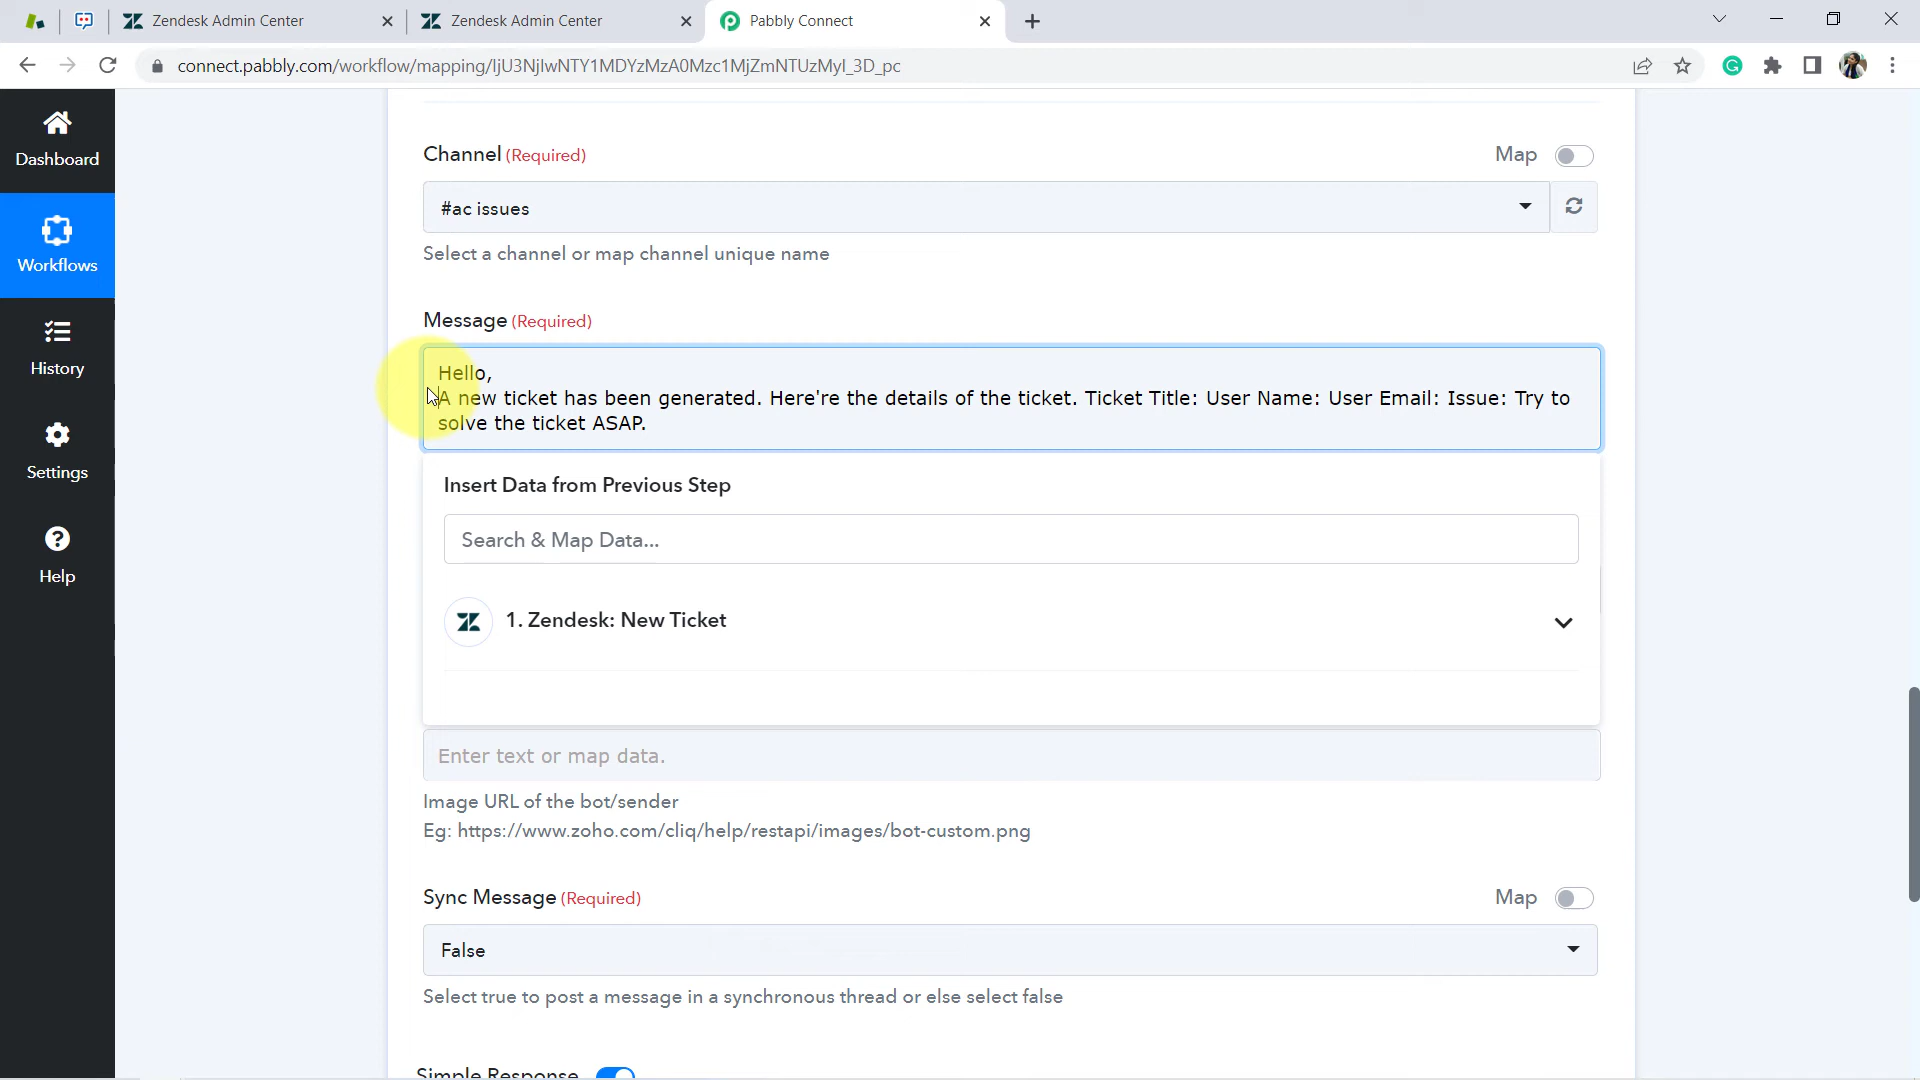 Zendesk Admin Center
Zendesk Admin Center
Pabbly Connect
connect.pabbly.com/workflow/mapping/IjU3NjIwNTY1MDYzMzA0Mzc1MjZmNTUzMyI_3D_pc
Dashboard
Workflows
History
Settings
Help
Channel (Required)
Map
#ac issues
Select a channel or map channel unique name
Message (Required)
Hello,
A new ticket has been generated. Here're the details of the ticket. Ticket Title: User Name: User Email: Issue: Try to
solve the ticket ASAP.
Insert Data from Previous Step
Search & Map Data...
1. Zendesk: New Ticket
Enter text or map data.
Image URL of the bot/sender
Eg: https://www.zoho.com/cliq/help/restapi/images/bot-custom.png
Sync Message (Required)
Map
False
Select true to post a message in a synchronous thread or else select false
Simple Response